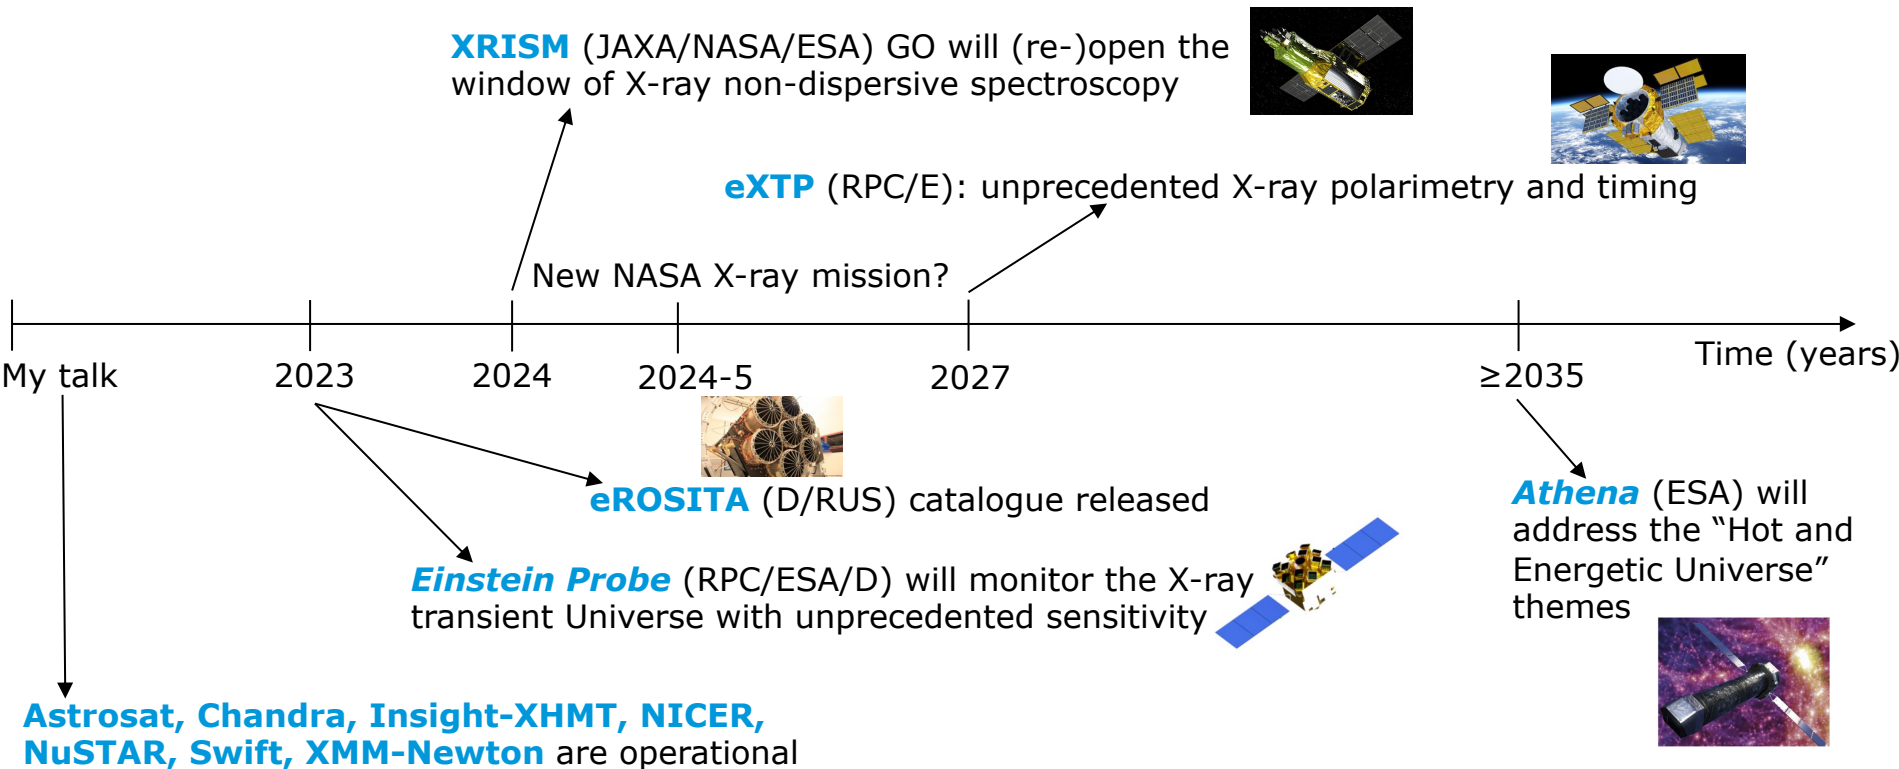 XRISM (JAXA/NASA/ESA) GO will (re-)open the
window of X-ray non-dispersive spectroscopy
eXTP (RPC/E): unprecedented X-ray polarimetry and timing
New NASA X-ray mission?
Time (years)
My talk
2023
2024
2024-5
2027
≥2035
eROSITA (D/RUS) catalogue released
Einstein Probe (RPC/ESA/D) will monitor the X-ray
transient Universe with unprecedented sensitivity
Athena (ESA) will
address the “Hot and
Energetic Universe”
themes
Astrosat, Chandra, Insight-XHMT, NICER,
NuSTAR, Swift, XMM-Newton are operational